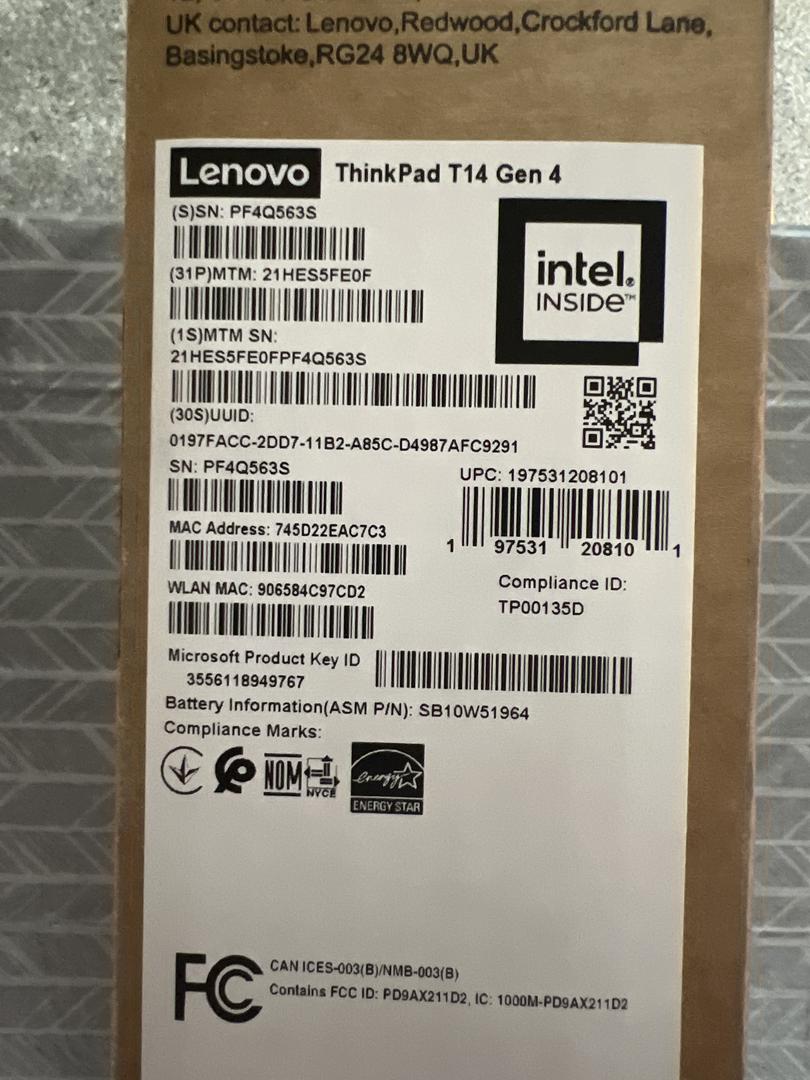 UK contact: Lenovo,Redwood,Crockford Lane,
Basingstoke,RG24 8WQ,UK
Lenovo ThinkPad T14 Gen 4
(S)SN: PF4Q563S
(31P)MTM: 21HES5FE0F
intel.
INSIDE™
(1S)MTM SN:
21HES5FE0FPF4Q563S
(30S)UUID:
0197FACC-2DD7-11B2-A85C-D4987AFC9291
SN: PF4Q563S
UPC: 197531208101
1 97531 20810 1
MAC Address: 745D22EAC7C3
WLAN MAC: 906584C97CD2
Compliance ID:
TP00135D
Microsoft Product Key ID
3556118949767
Battery Information(ASM P/N): SB10W51964
Compliance Marks:
NOM NYCE energy ENERGY STAR
FC CAN ICES-003(B)/NMB-003(B)
Contains FCC ID: PD9AX211D2, IC: 1000M-PD9AX211D2